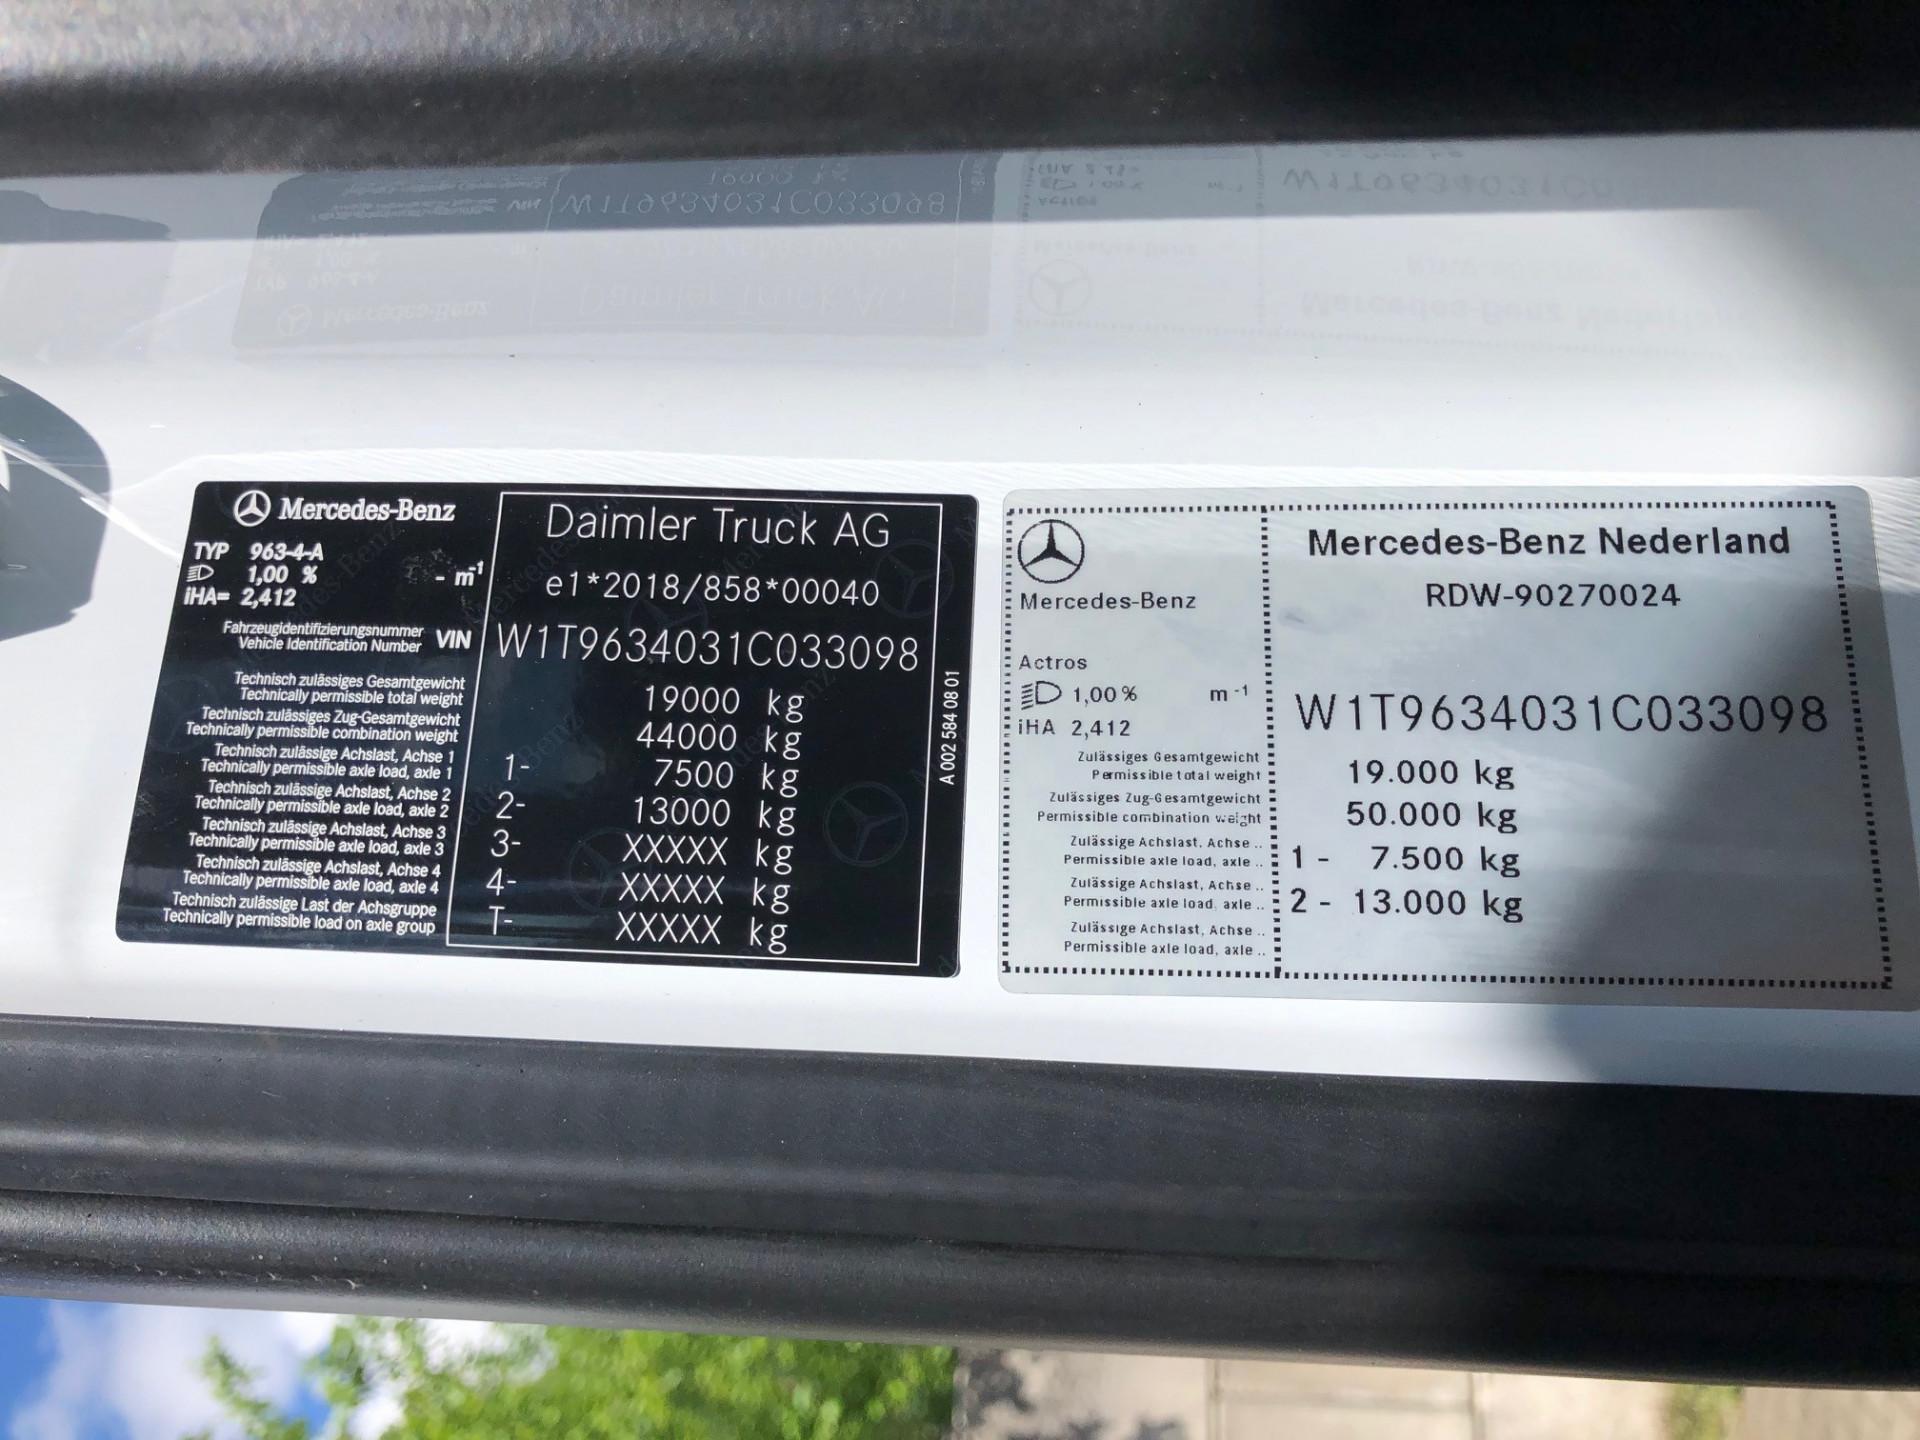 Mercedes-Benz
TYP 963-4-A
1,00 % - m-1
iHA= 2,412
Daimler Truck AG
e1*2018/858*00040
Fahrzeugidentifizierungsnummer
Vehicle Identification Number VIN W1T9634031C033098
Technisch zulässiges Gesamtgewicht
Technically permissible total weight 19000 kg
Technisch zulässiges Zug-Gesamtgewicht
Technically permissible combination weight 44000 kg
Technisch zulässige Achslast, Achse 1
Technically permissible axle load, axle 1 1- 7500 kg
Technisch zulässige Achslast, Achse 2
Technically permissible axle load, axle 2 2- 13000 kg
Technisch zulässige Achslast, Achse 3
Technically permissible axle load, axle 3 3- XXXXX kg
Technisch zulässige Achslast, Achse 4
Technically permissible axle load, axle 4 4- XXXXX kg
Technisch zulässige Last der Achsgruppe
Technically permissible load on axle group T- XXXXX kg
A 002 584 08 01
Mercedes-Benz
Actros
1,00% m-1
iHA 2,412
Mercedes-Benz Nederland
RDW-90270024
W1T9634031C033098
Zulässiges Gesamtgewicht
Permissible total weight 19.000 kg
Zulässiges Zug-Gesamtgewicht
Permissible combination weight 50.000 kg
Zulässige Achslast, Achse ..
Permissible axle load, axle .. 1 - 7.500 kg
Zulässige Achslast, Achse ..
Permissible axle load, axle .. 2 - 13.000 kg
Zulässige Achslast, Achse ..
Permissible axle load, axle ..